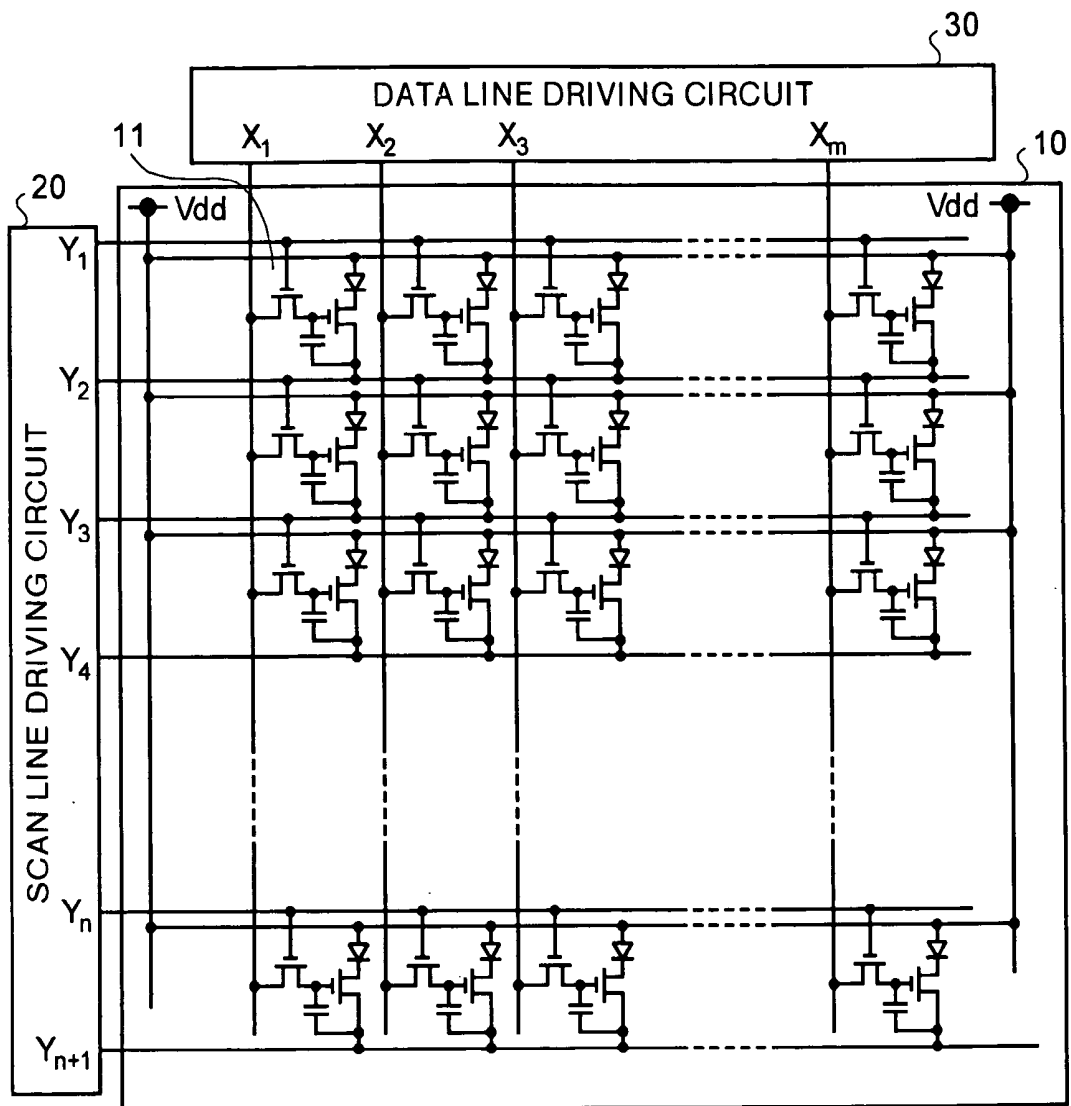 30
DATA LINE DRIVING CIRCUIT
X1 X2 X3 Xm
11
10
20
Vdd Vdd
SCAN LINE DRIVING CIRCUIT
Y1
Y2
Y3
Y4
Yn
Yn+1